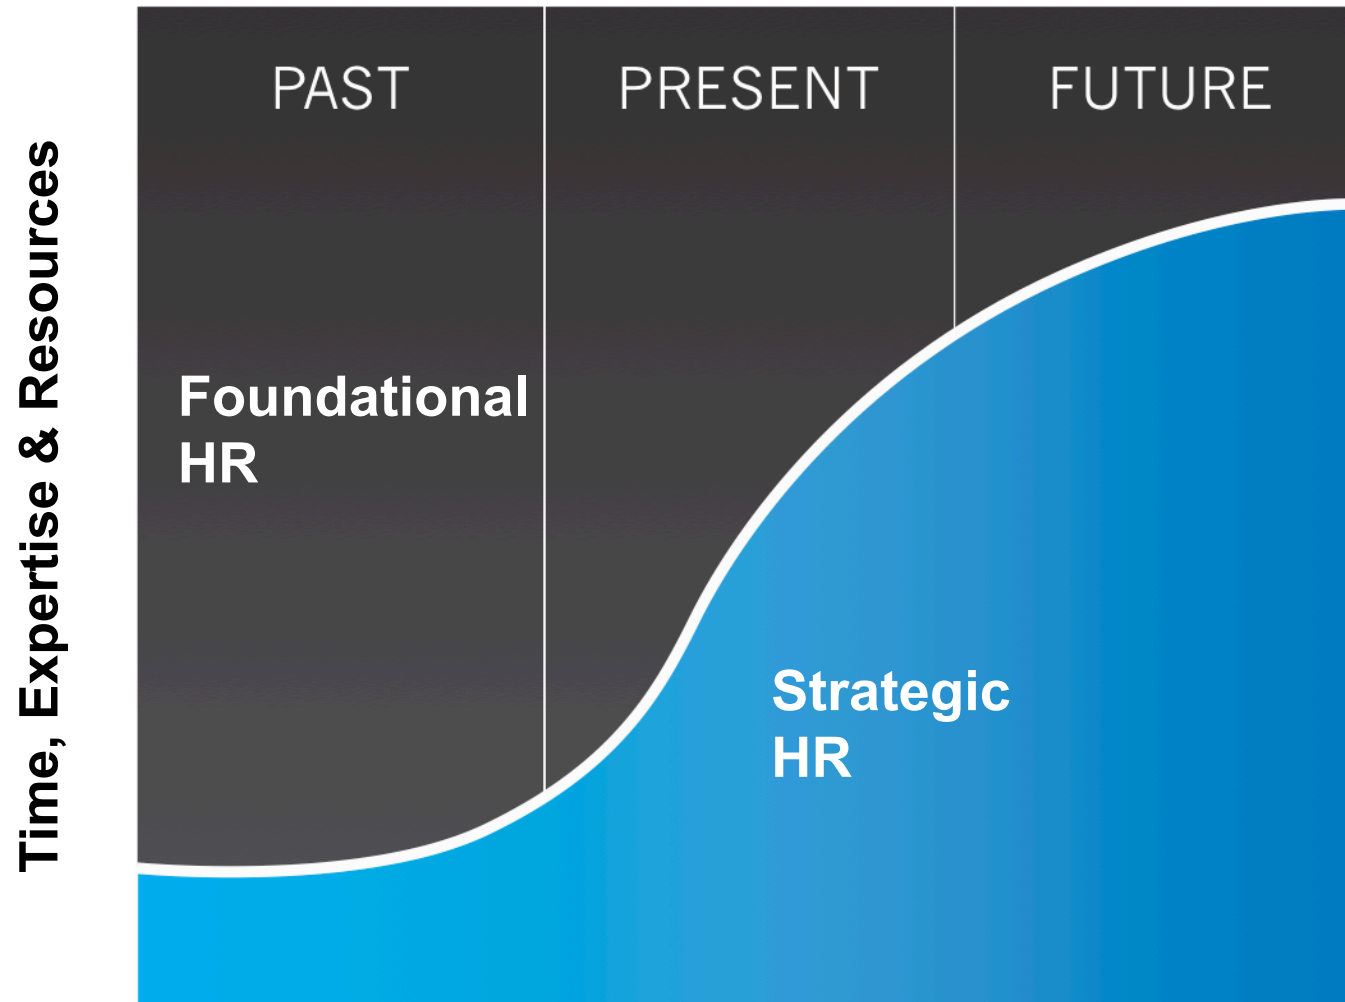 PAST
PRESENT
FUTURE
Time, Expertise & Resources
Foundational
HR
Strategic
HR